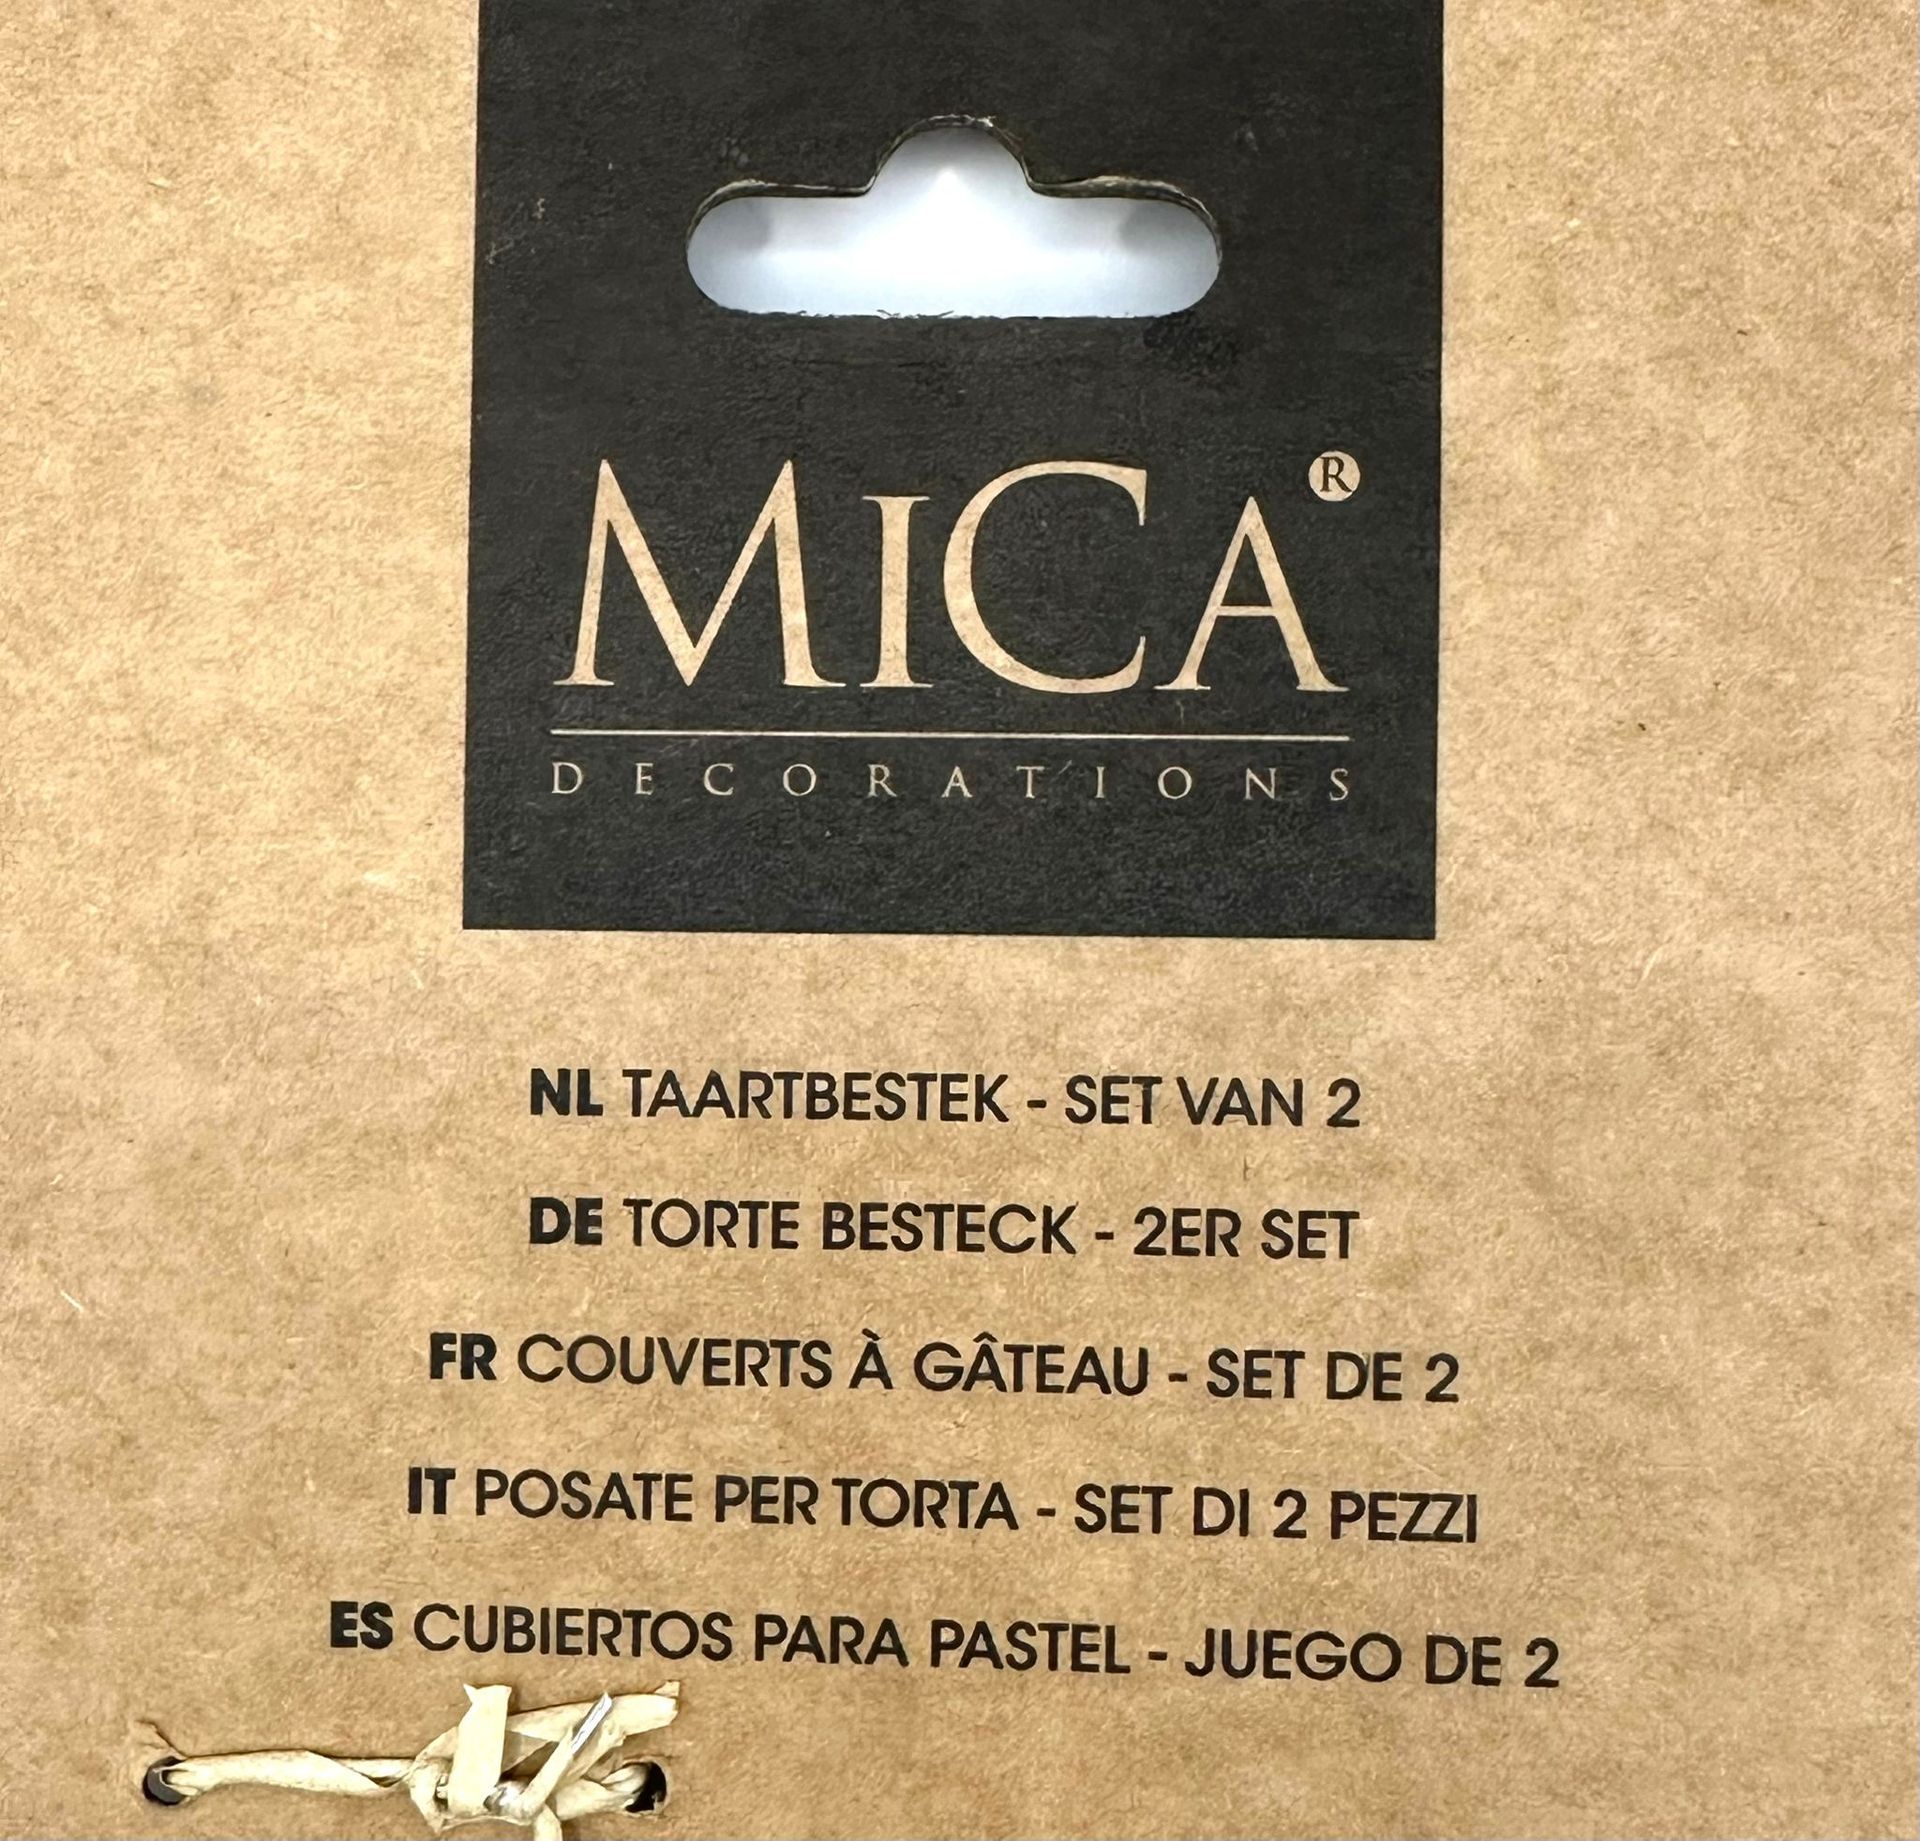 MICA®
DECORATIONS
NL TAARTBESTEK - SET VAN 2
DE TORTE BESTECK - 2ER SET
FR COUVERTS À GÂTEAU - SET DE 2
IT POSATE PER TORTA - SET DI 2 PEZZI
ES CUBIERTOS PARA PASTEL - JUEGO DE 2